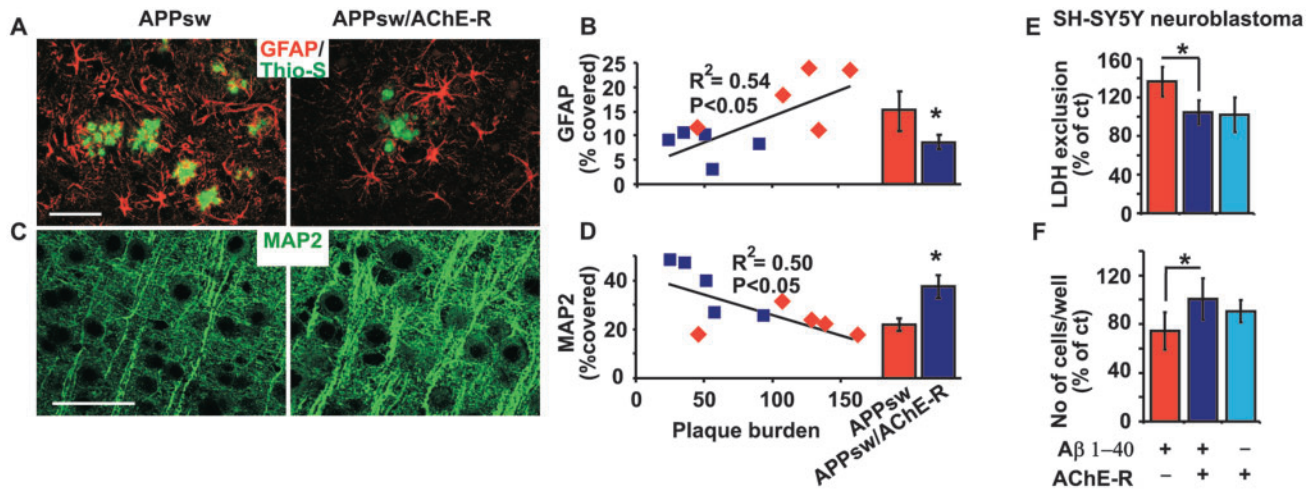 APPsw
APPsw/AChE-R
A
GFAP/
Thio-S
C
MAP2
B
GFAP
(% covered)
25
20
15
10
5
0
R2= 0.54
P<0.05
*
D
MAP2
(%covered)
40
20
0
R2= 0.50
P<0.05
*
0
50
100
150
Plaque burden
APPsw
APPsw/AChE-R
SH-SY5Y neuroblastoma
E
LDH exclusion
(% of ct)
160
120
80
40
0
*
F
No of cells/well
(% of ct)
120
80
40
0
*
Aβ 1–40 + + –
AChE-R – + +